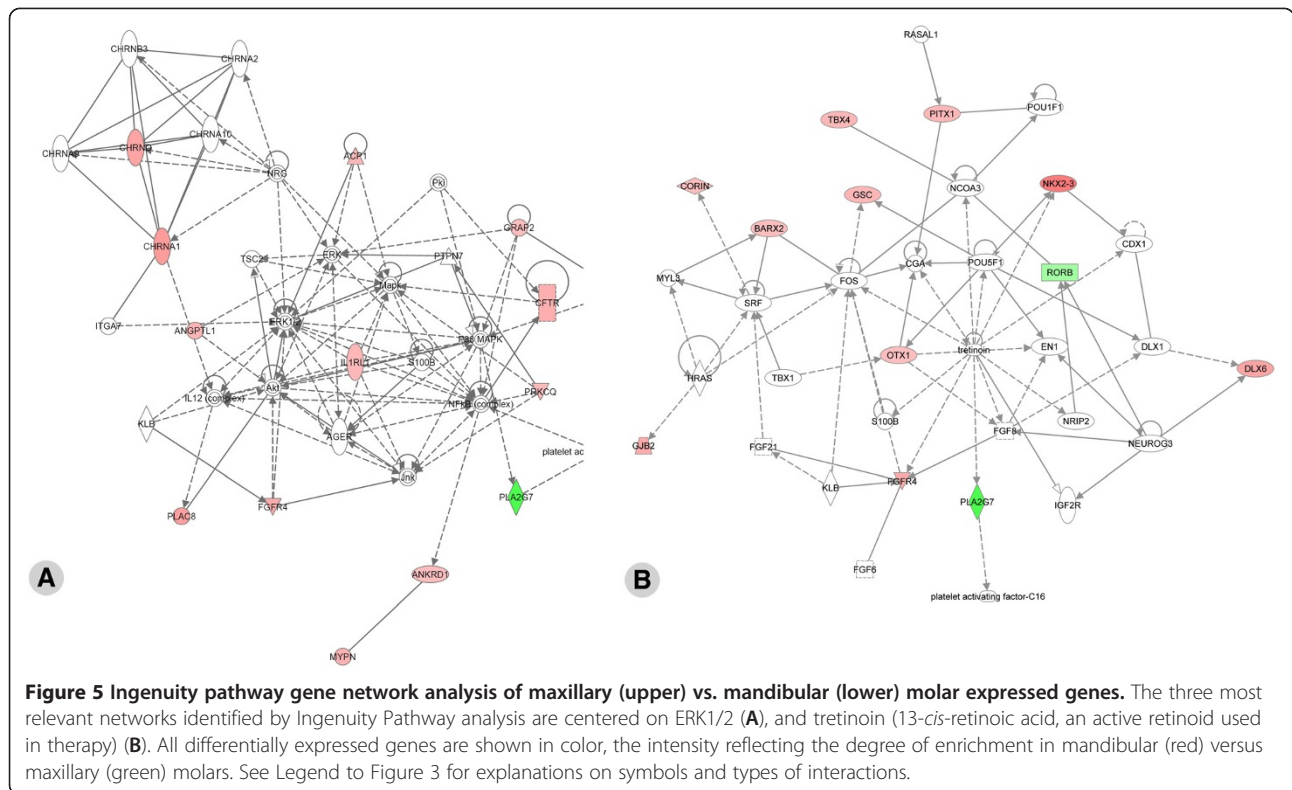 CHRNB3
CHRNA2
CHRNA10
CHRND
NRG
ACP1
PkI
GRAP2
CHRNA1
TSC2
ERK
PTPN7
Mapk
CFTR
ITGA7
ANGPTL1
ERK1/2
P38 MAPK
IL1RL1
S100B
PRKCQ
IL12 (complex)
Akt
NFkB (complex)
KLB
AGER
Jnk
platelet ac
PLA2G7
PLAC8
FGFR4
ANKRD1
MYPN
A
RASAL1
TBX4
PITX1
POU1F1
CORIN
GSC
NCOA3
NKX2-3
BARX2
CDX1
MYL3
FOS
CGA
POU5F1
RORB
SRF
HRAS
TBX1
OTX1
tretinoin
EN1
DLX1
DLX6
S100B
GJB2
FGF21
FGF8
NRIP2
NEUROG3
KLB
FGFR4
PLA2G7
IGF2R
FGF6
platelet activating factor-C16
B
Figure 5 Ingenuity pathway gene network analysis of maxillary (upper) vs. mandibular (lower) molar expressed genes. The three most
relevant networks identified by Ingenuity Pathway analysis are centered on ERK1/2 (A), and tretinoin (13-cis-retinoic acid, an active retinoid used
in therapy) (B). All differentially expressed genes are shown in color, the intensity reflecting the degree of enrichment in mandibular (red) versus
maxillary (green) molars. See Legend to Figure 3 for explanations on symbols and types of interactions.